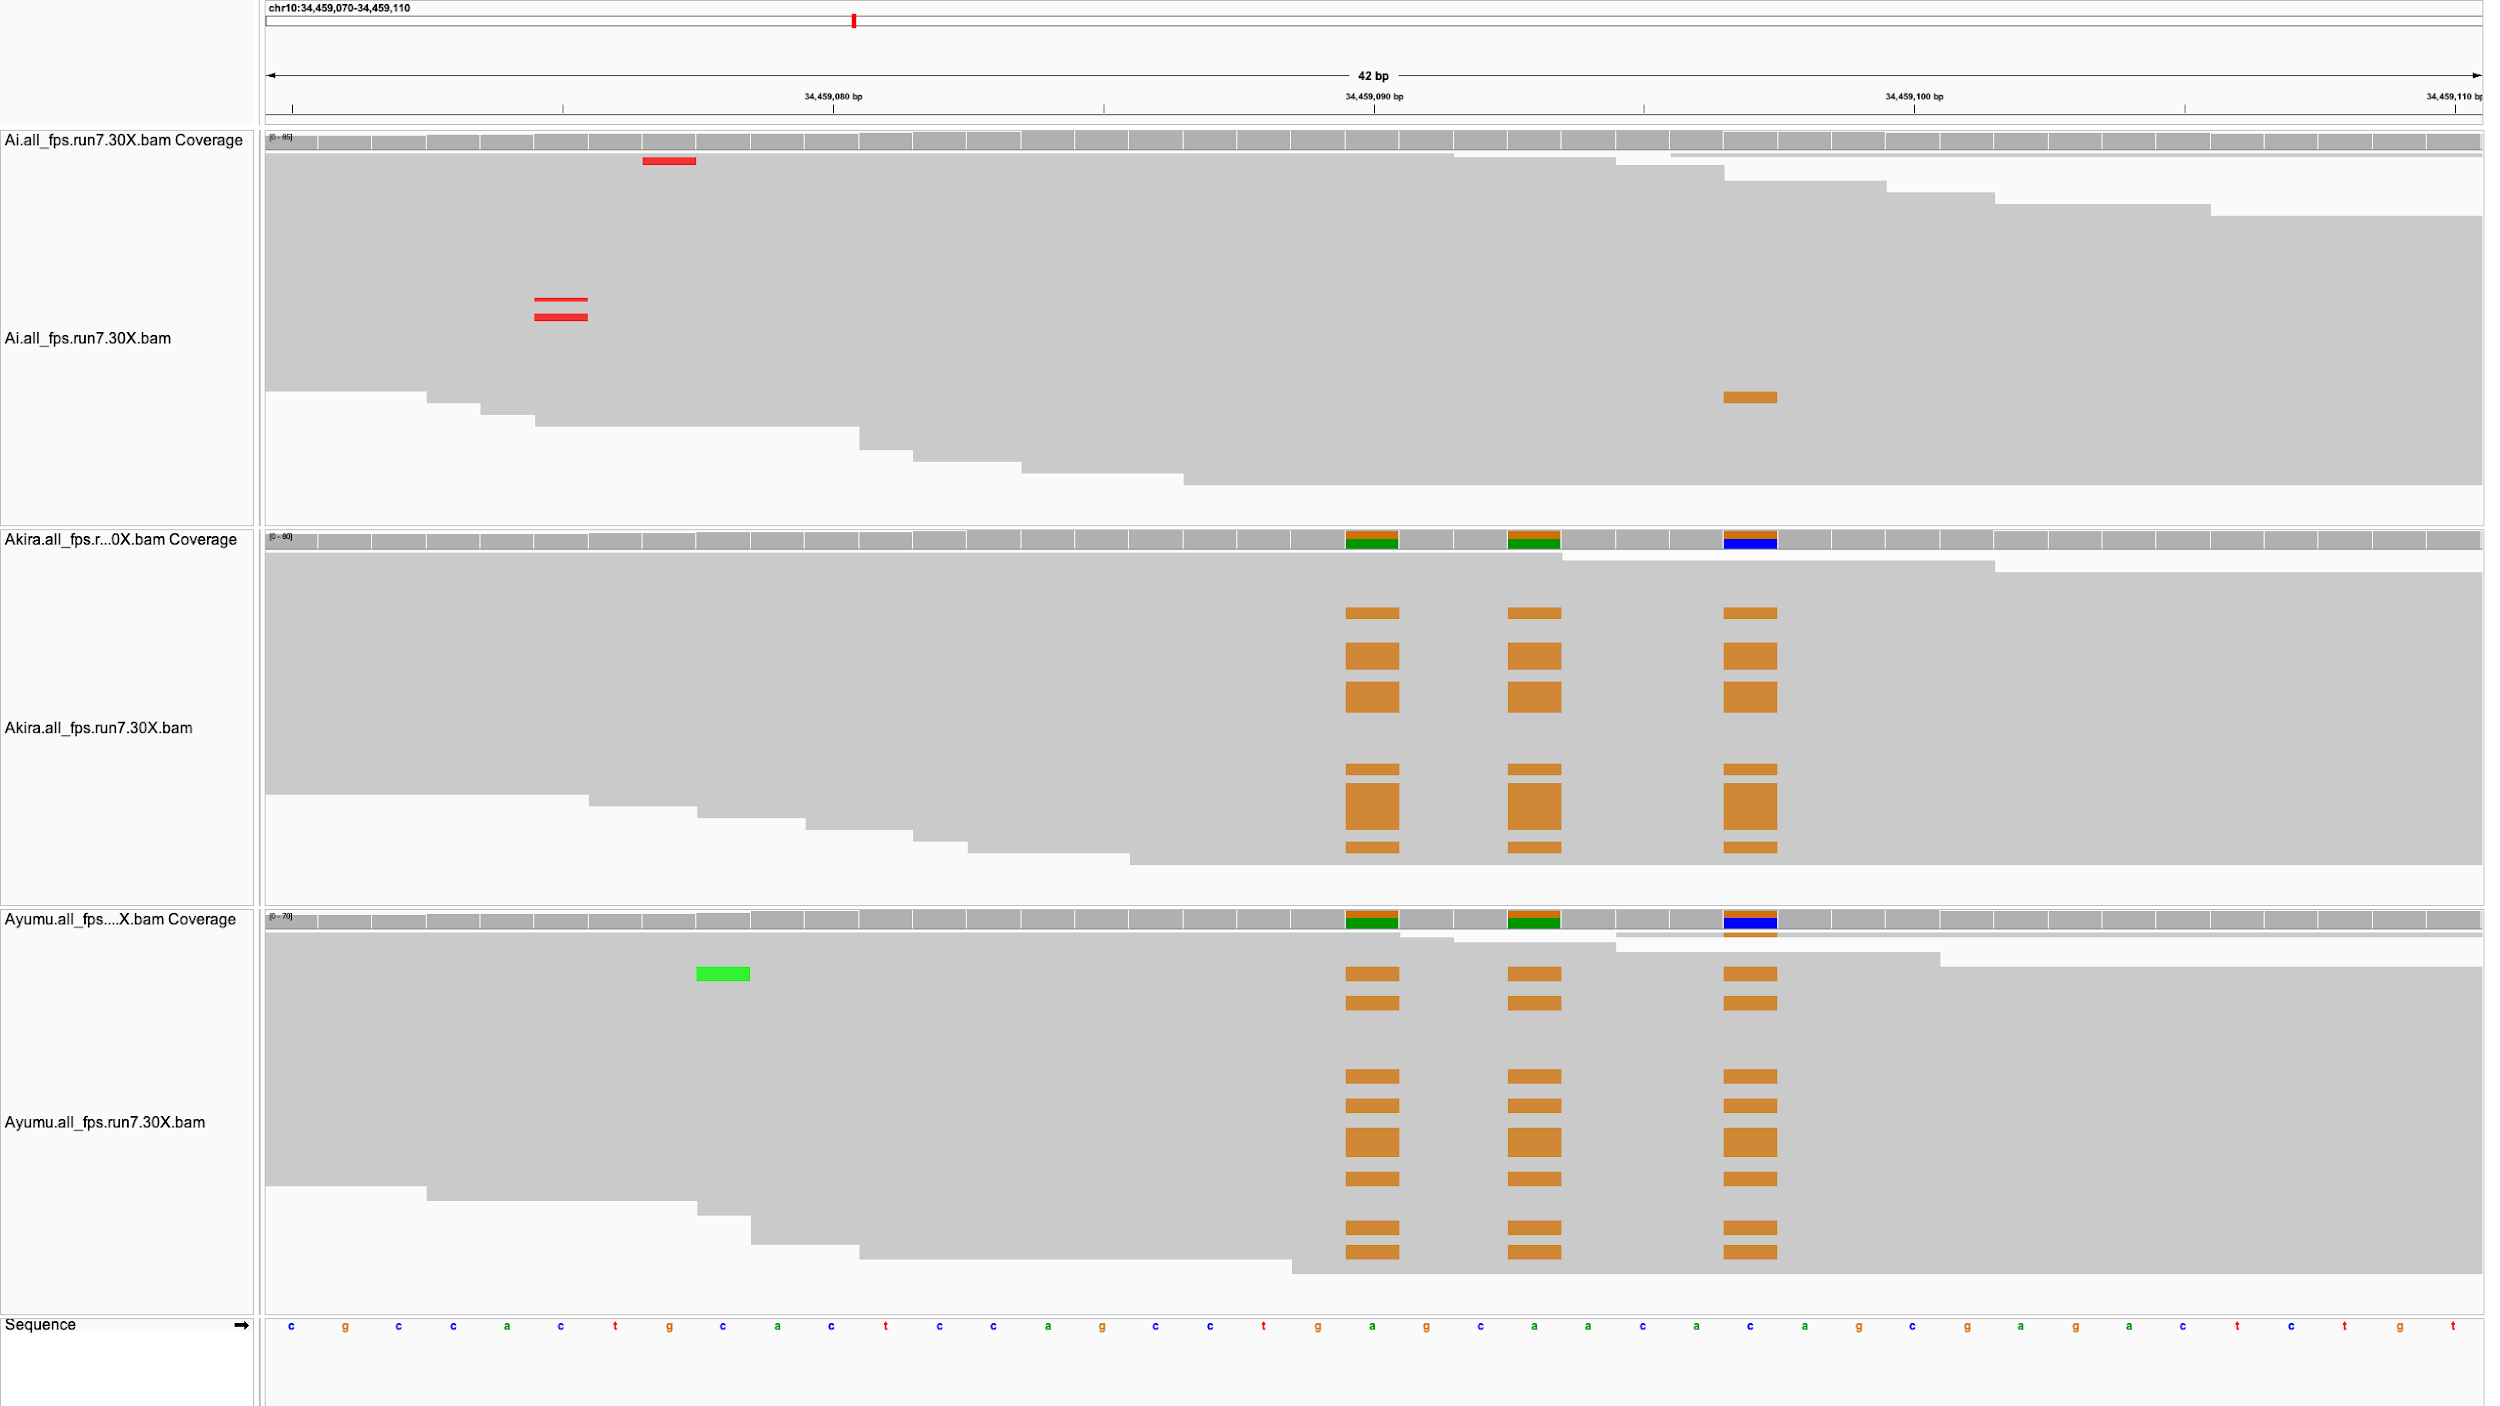 chr10:34,459,070-34,459,110
42 bp
34,459,080 bp 34,459,090 bp 34,459,100 bp 34,459,110 bp
Ai.all_fps.run7.30X.bam Coverage
[0 - 85]
Ai.all_fps.run7.30X.bam
Akira.all_fps.r...0X.bam Coverage
[0 - 80]
Akira.all_fps.run7.30X.bam
Ayumu.all_fps....X.bam Coverage
[0 - 70]
Ayumu.all_fps.run7.30X.bam
Sequence c g c c a c t g c a c t c c a g c c t g a g c a a c a c a g c g a g a c t c t g t